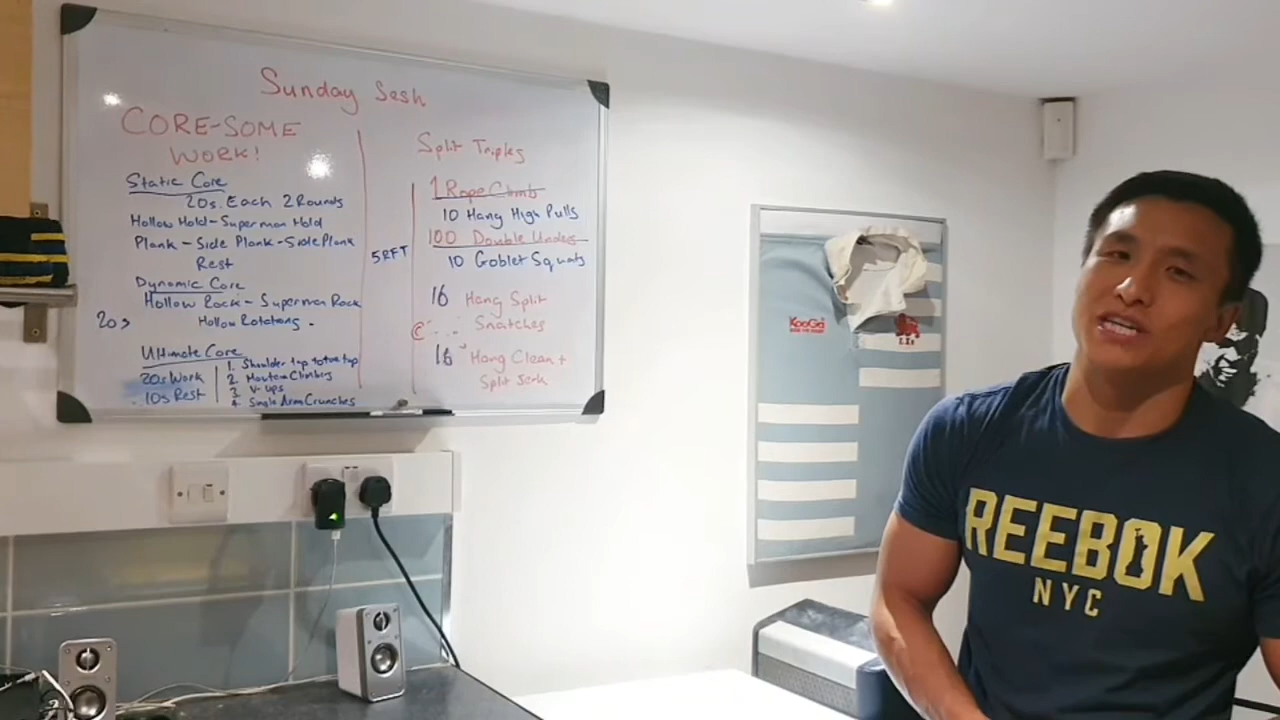 Sunday Sesh
CORE-SOME
WORK!
Static Core
20s Each 2 Rounds
Hollow Hold - Superman Hold
Plank - Side Plank - Side Plank
Rest
Dynamic Core
Hollow Rock - Superman Rock
20s
Hollow Rotations.
Ultimate Core
20s Work
10s Rest
1. Shoulder tap to toe tap
2. Mountain Climbers
3. V-Ups
4. Single Arm Crunches
Split Triples
5RFT
1 Rope Climb
10 Hang High Pulls
100 Double Unders
10 Goblet Squats
16 Hang Split
Snatches
16 Hang Clean +
Split Jerk
KooGa
REEBOK
NYC